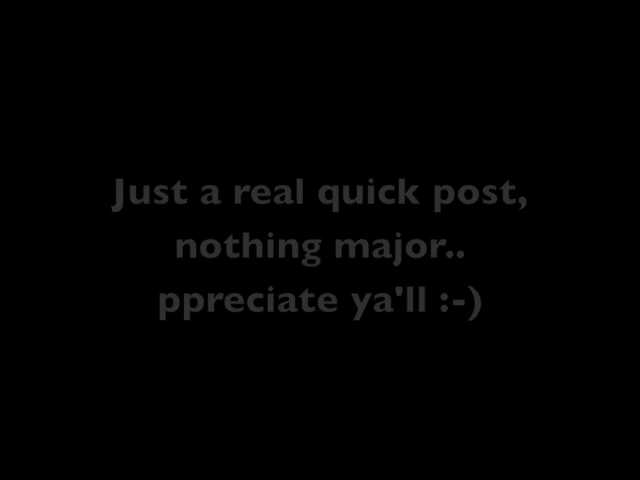 Just a real quick post,
nothing major..
ppreciate ya'll :-)